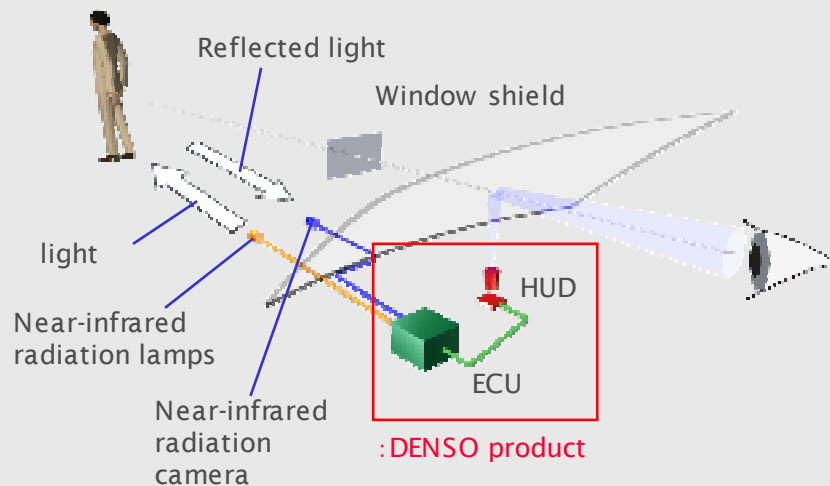 Reflected light
Window shield
light
HUD
Near-infrared
radiation lamps
ECU
Near-infrared
radiation
camera
:DENSO product